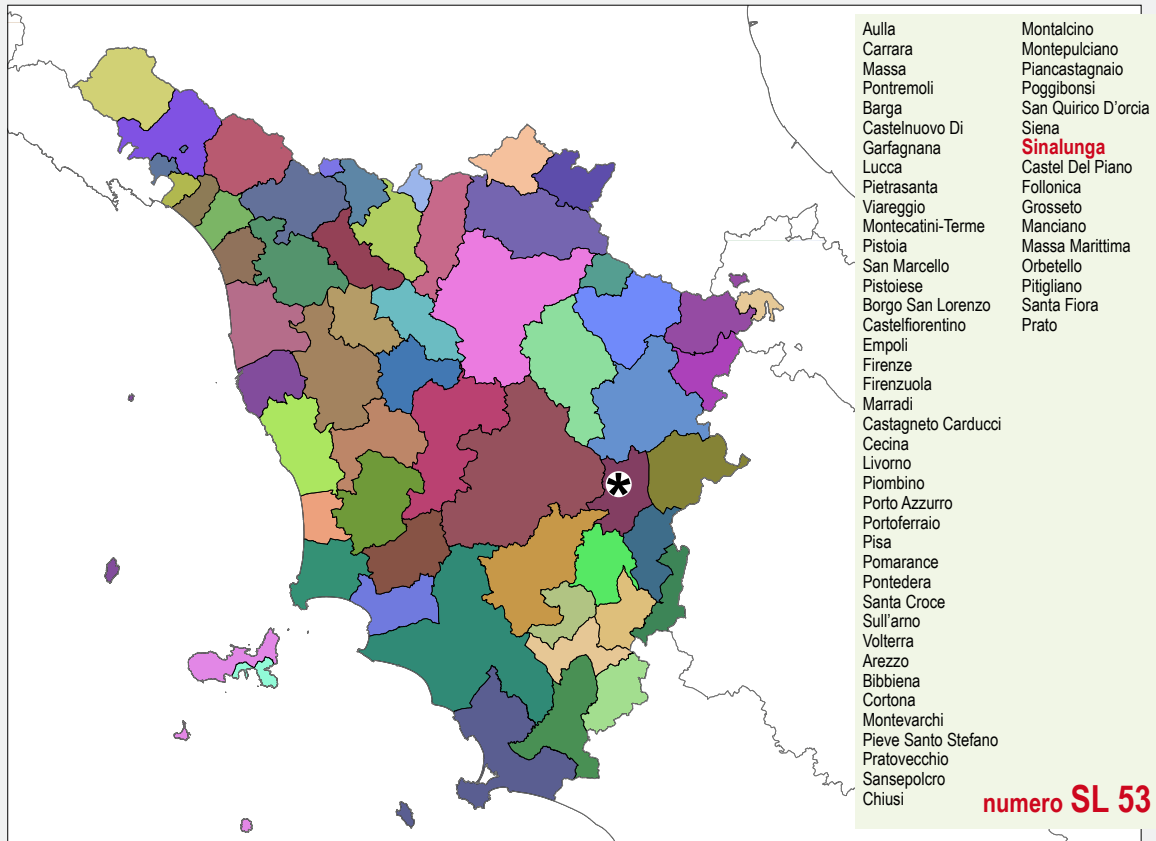 Aulla
Carrara
Massa
Pontremoli
Barga
Castelnuovo Di
Garfagnana
Lucca
Pietrasanta
Viareggio
Montecatini-Terme
Pistoia
San Marcello
Pistoiese
Borgo San Lorenzo
Castelfiorentino
Empoli
Firenze
Firenzuola
Marradi
Castagneto Carducci
Cecina
Livorno
Piombino
Porto Azzurro
Portoferraio
Pisa
Pomarance
Pontedera
Santa Croce
Sull'arno
Volterra
Arezzo
Bibbiena
Cortona
Montevarchi
Pieve Santo Stefano
Pratovecchio
Sansepolcro
Chiusi
Montalcino
Montepulciano
Piancastagnaio
Poggibonsi
San Quirico D'orcia
Siena
Sinalunga
Castel Del Piano
Follonica
Grosseto
Manciano
Massa Marittima
Orbetello
Pitigliano
Santa Fiora
Prato
numero SL 53